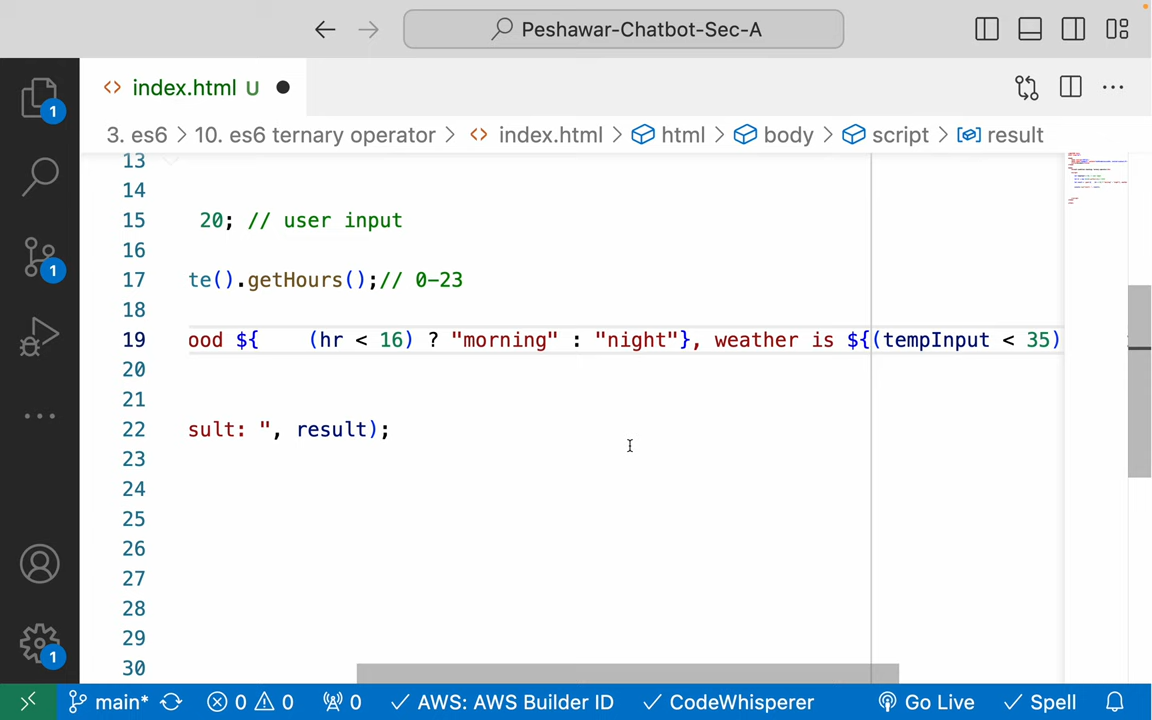 Peshawar-Chatbot-Sec-A
index.html U
3. es6 > 10. es6 ternary operator > index.html > html > body > script > result
13
14
15 20; // user input
16
17 te().getHours();// 0-23
18
19 ood ${    (hr < 16) ? "morning" : "night"}, weather is ${(tempInput < 35)
20
21
22 sult: ", result);
23
24
25
26
27
28
29
30
1
1
1
main* 0 0 0 AWS: AWS Builder ID CodeWhisperer Go Live Spell